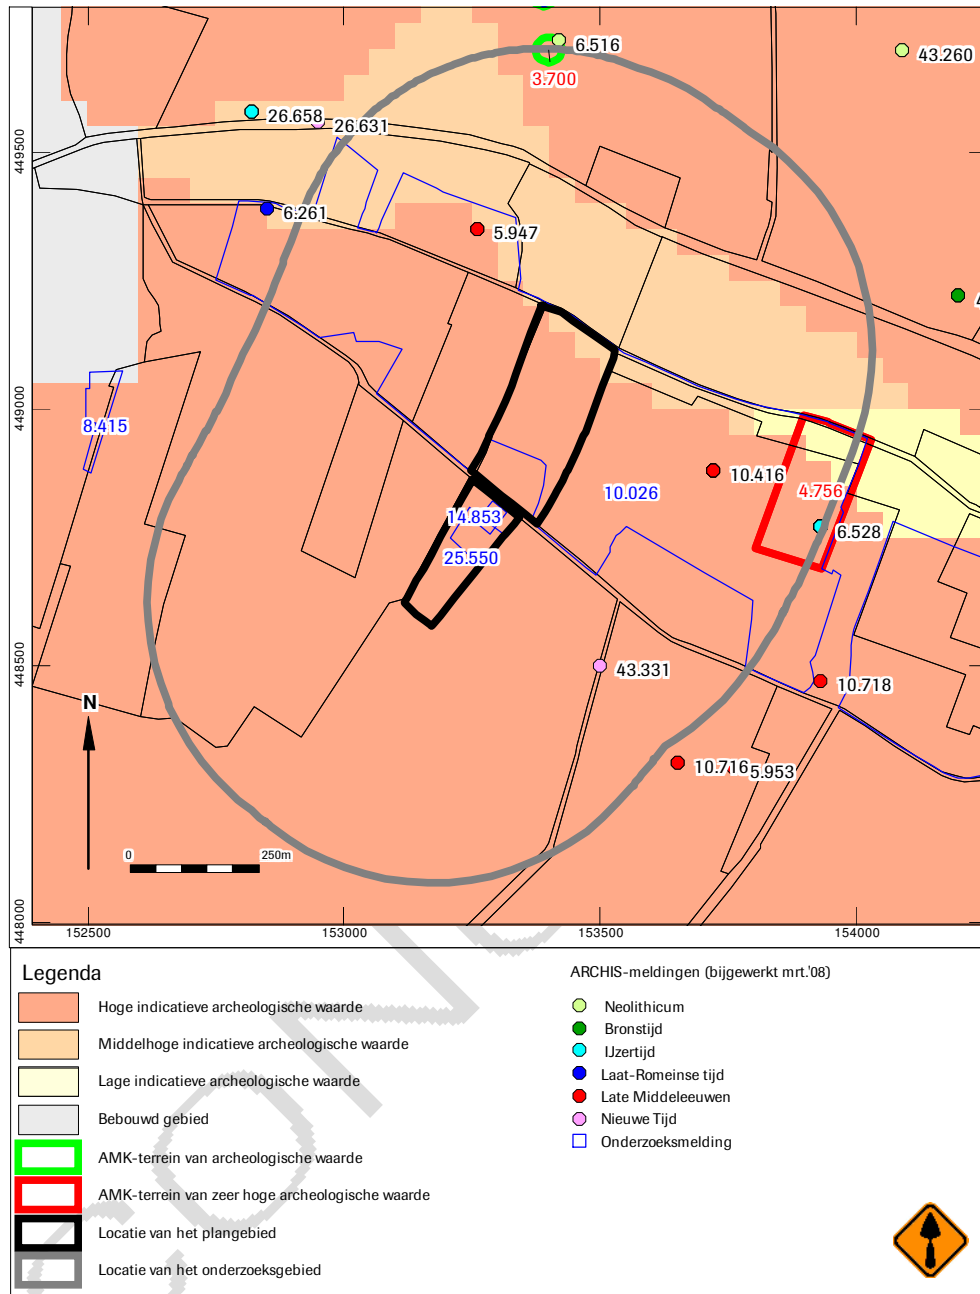 6.516
43.260
3.700
26.658
26.631
449500
6.261
5.947
4
449000
8.415
10.416
10.026
4.756
14.853
6.528
25.550
448500
43.331
10.718
N
10.716
5.953
0
250m
448000
152500
153000
153500
154000
Legenda
Hoge indicatieve archeologische waarde
Middelhoge indicatieve archeologische waarde
Lage indicatieve archeologische waarde
Bebouwd gebied
AMK-terrein van archeologische waarde
AMK-terrein van zeer hoge archeologische waarde
Locatie van het plangebied
Locatie van het onderzoeksgebied
ARCHIS-meldingen (bijgewerkt mrt.'08)
Neolithicum
Bronstijd
IJzertijd
Laat-Romeinse tijd
Late Middeleeuwen
Nieuwe Tijd
Onderzoeksmelding